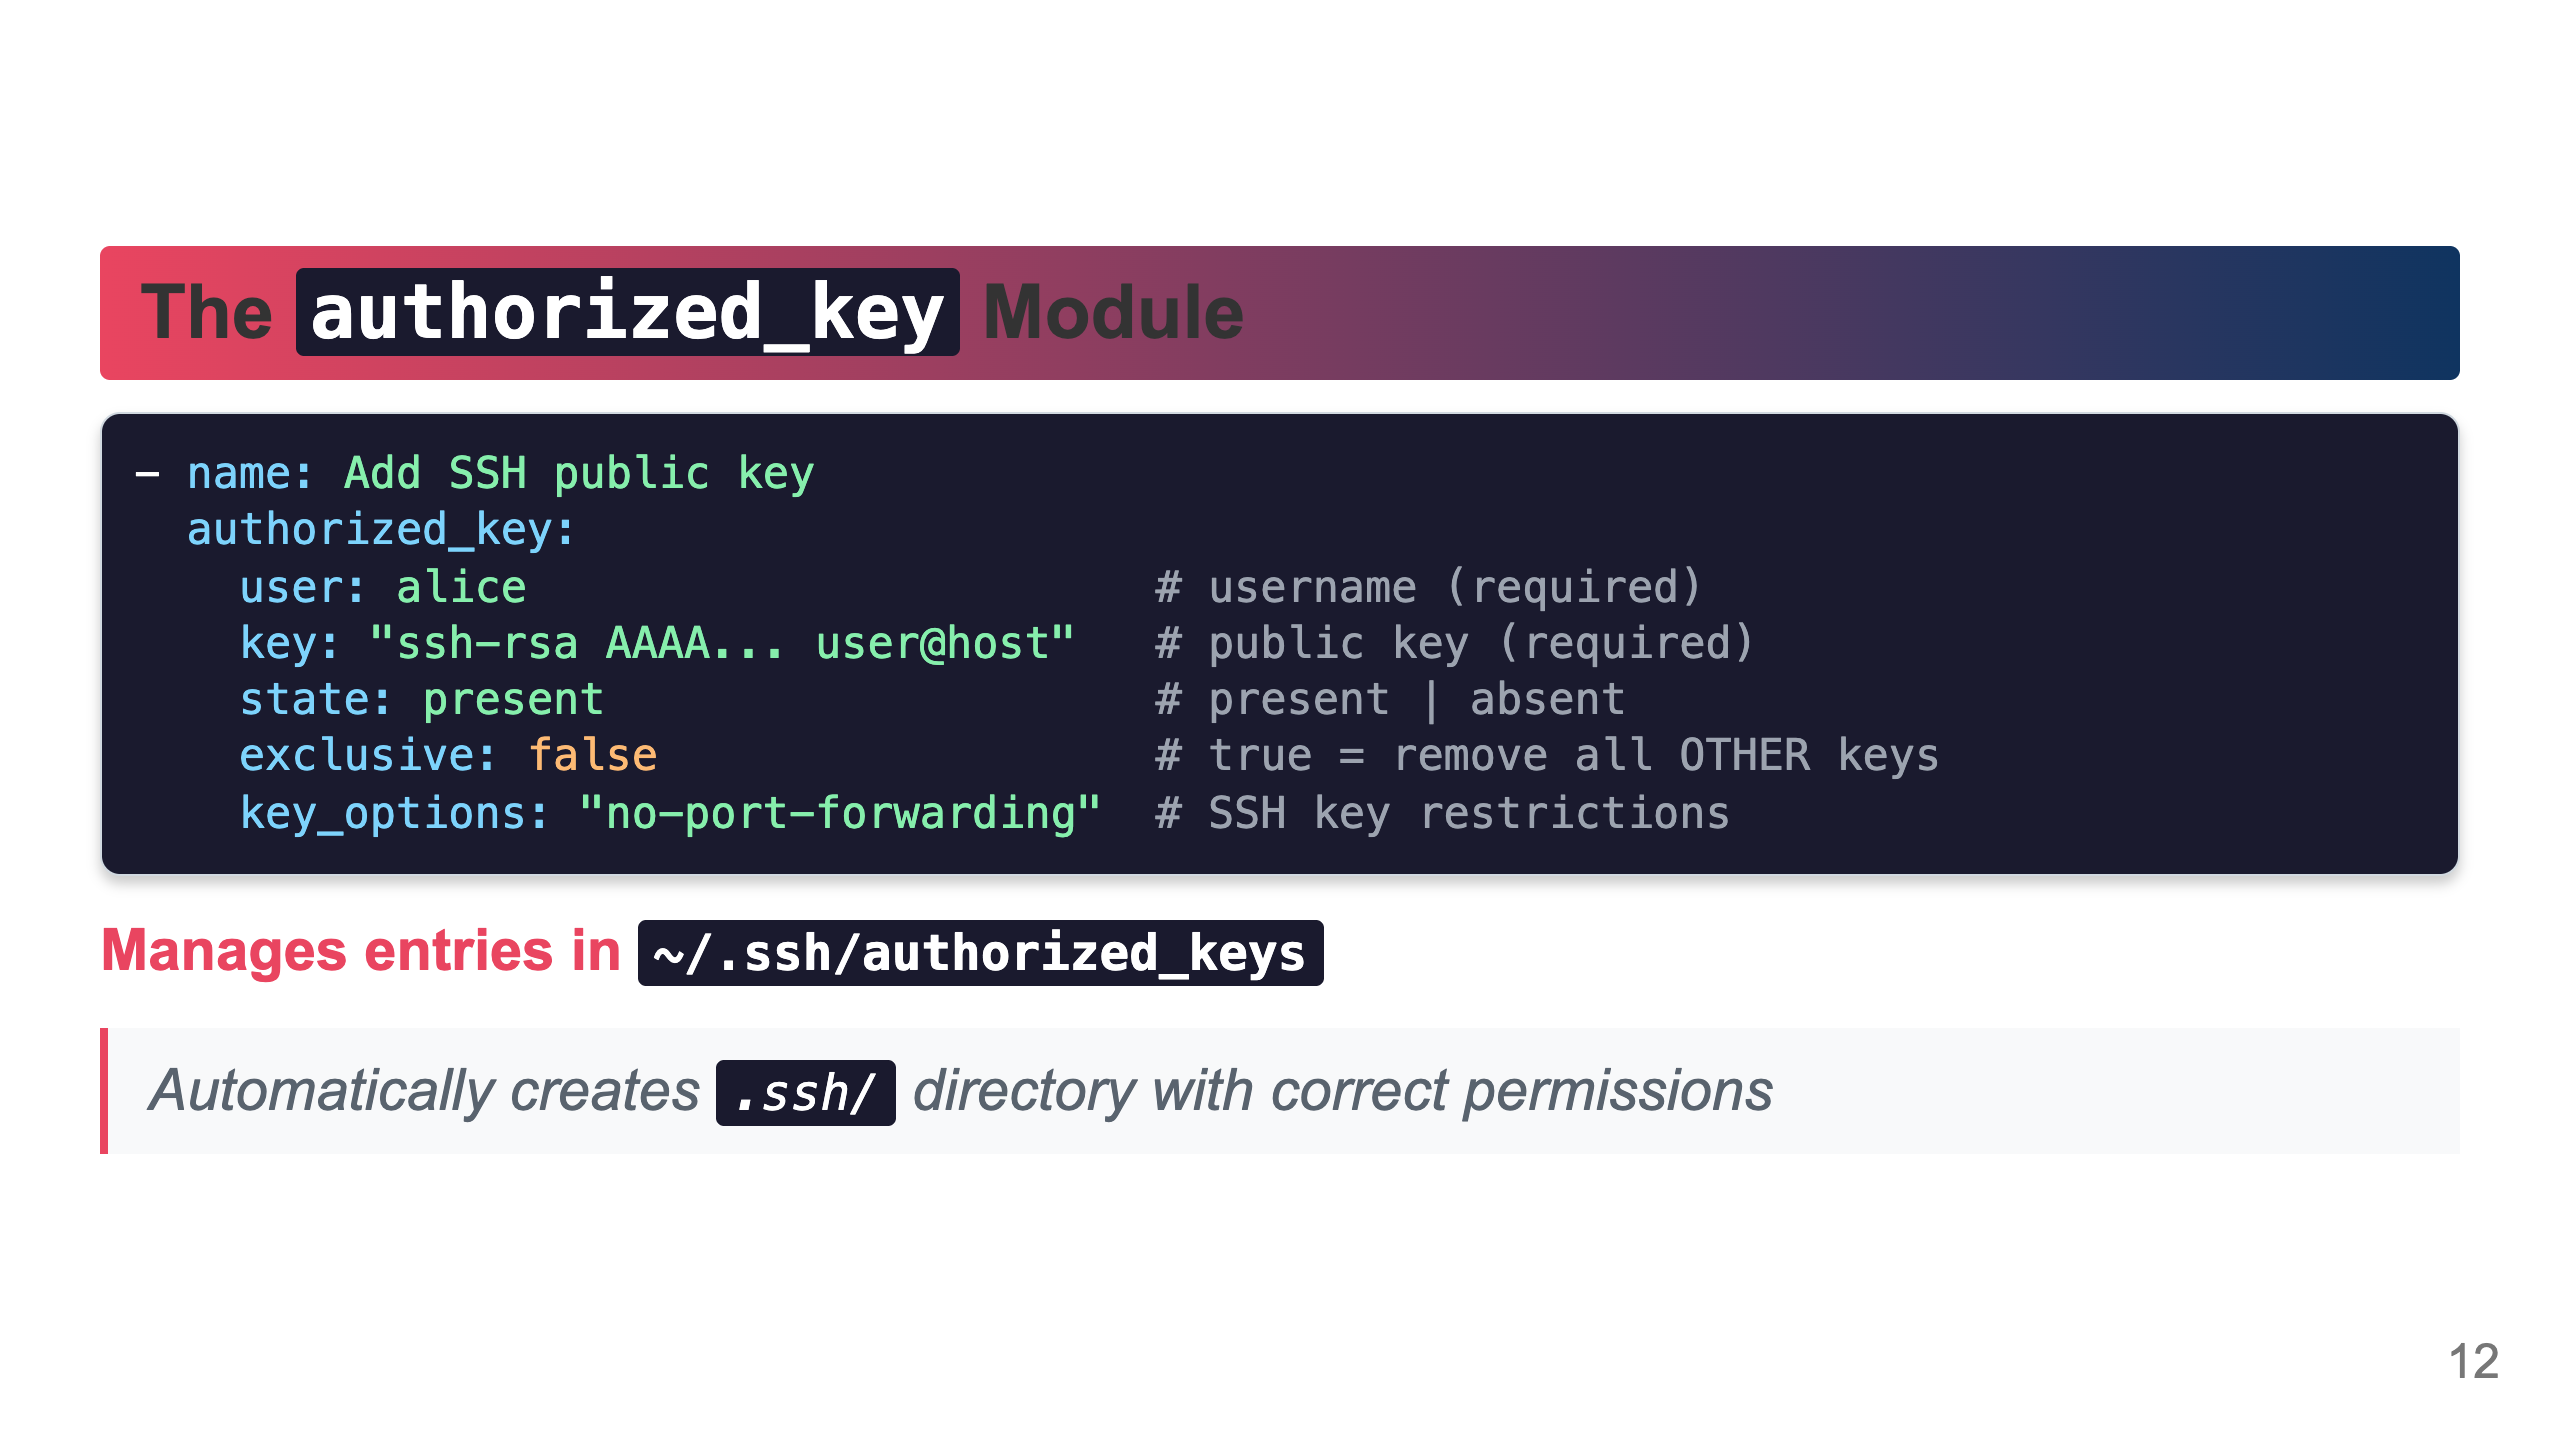 The authorized_key Module
- name: Add SSH public key
  authorized_key:
    user: alice                        # username (required)
    key: "ssh-rsa AAAA... user@host"   # public key (required)
    state: present                     # present | absent
    exclusive: false                   # true = remove all OTHER keys
    key_options: "no-port-forwarding"  # SSH key restrictions
Manages entries in ~/.ssh/authorized_keys
Automatically creates .ssh/ directory with correct permissions
12